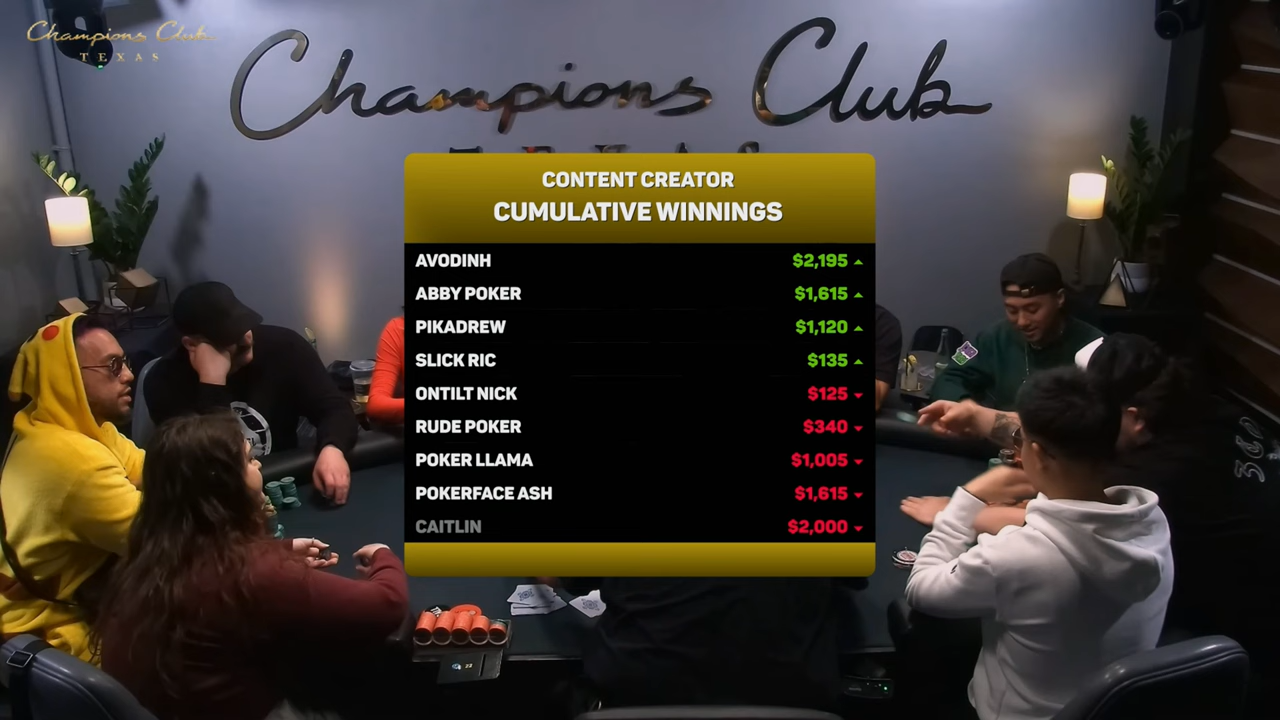 Champions Club
TEXAS
Champions Club
CONTENT CREATOR
CUMULATIVE WINNINGS
AVODINH $2,195
ABBY POKER $1,615
PIKADREW $1,120
SLICK RIC $135
ONTILT NICK $125
RUDE POKER $340
POKER LLAMA $1,005
POKERFACE ASH $1,615
CAITLIN $2,000